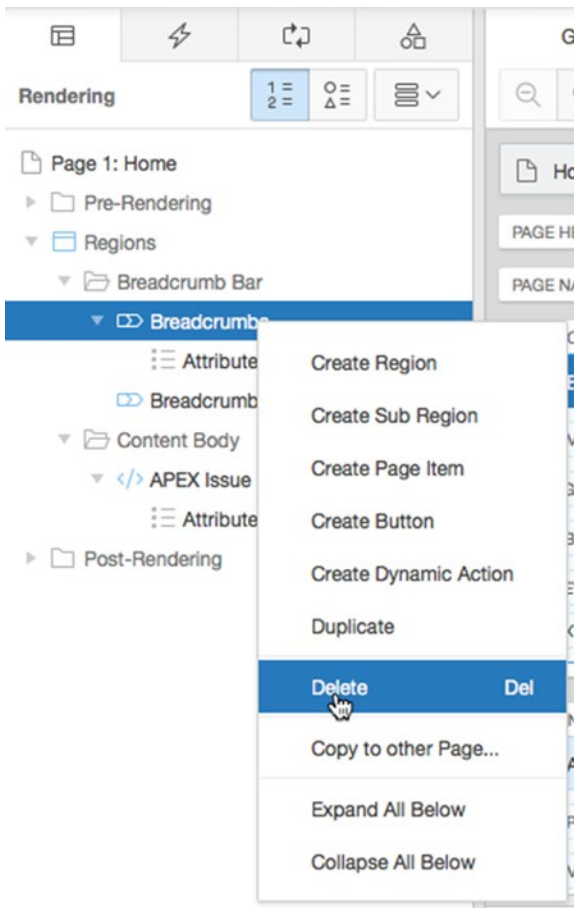 G
Rendering
1 =
2 =
Page 1: Home
Ho
Pre-Rendering
PAGE HE
Regions
Breadcrumb Bar
PAGE NA
Breadcrumbs
Attribute
Create Region
Breadcrumb
Create Sub Region
Content Body
Create Page Item
APEX Issue
Attribute
Create Button
Post-Rendering
Create Dynamic Action
Duplicate
Delete Del
Copy to other Page...
Expand All Below
Collapse All Below